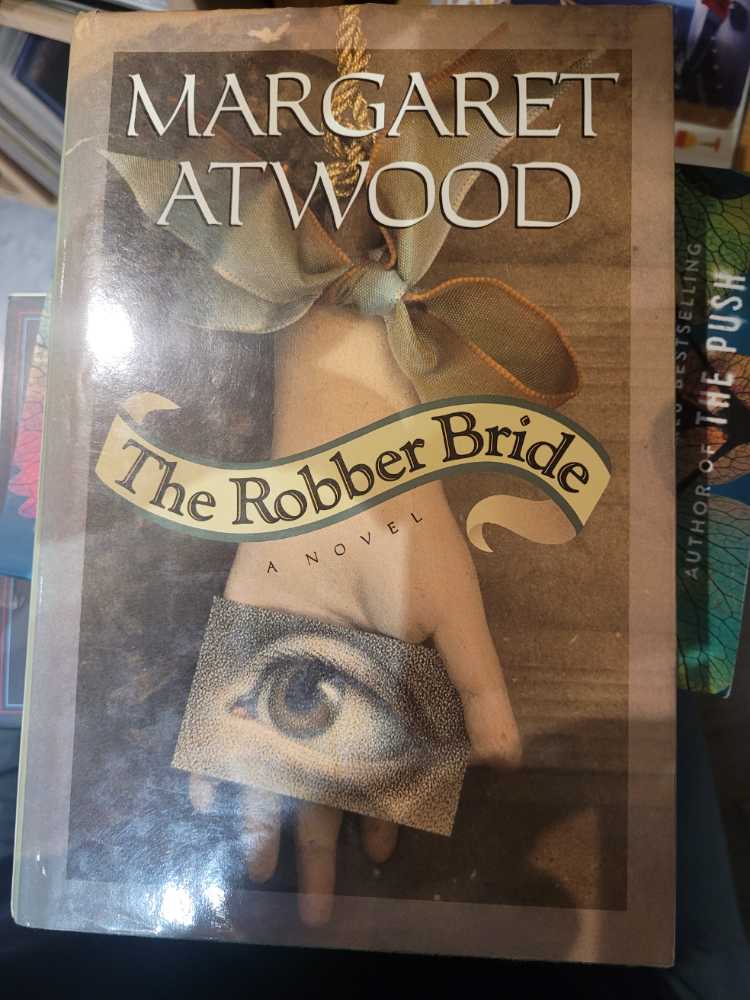 MARGARET
ATWOOD
The Robber Bride
A NOVEL
BESTSELLING
AUTHOR OF THE PUSH